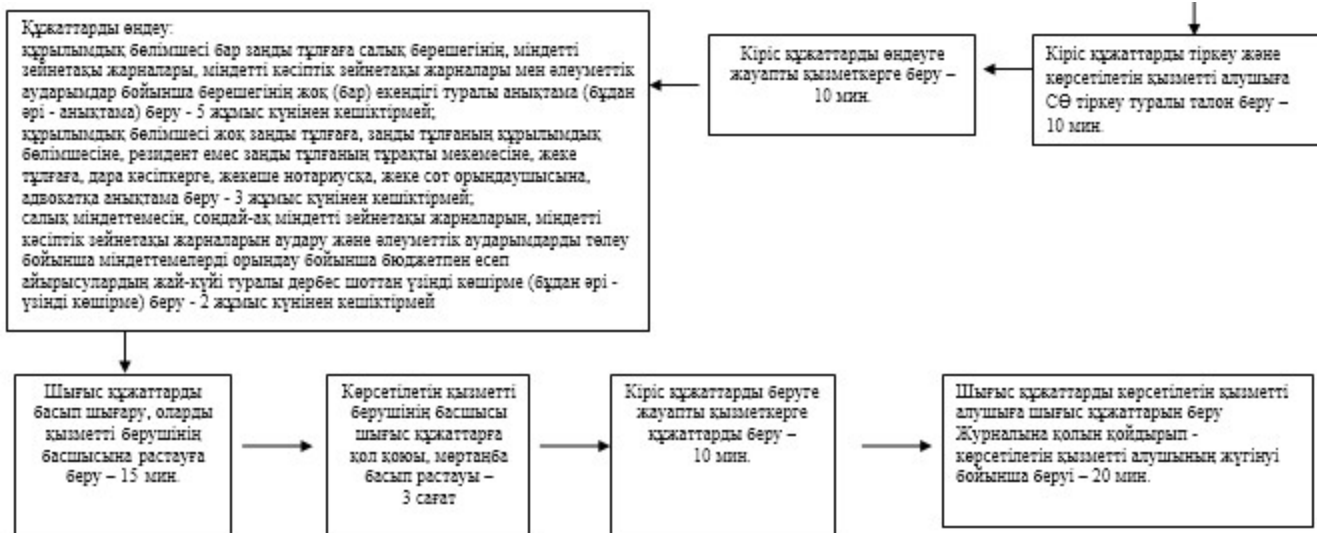 Кіріс құжаттарды тіркеу және
көрсетілетін қызметті алушыға
СӨ тіркеу туралы талон беру –
10 мин.
Кіріс құжаттарды өңдеуге
жауапты қызметкерге беру –
10 мин.
Құжаттарды өңдеу:
құрылымдық бөлімшесі бар заңды тұлғаға салық берешегінің, міндетті
зейнетақы жарналары, міндетті кәсіптік зейнетақы жарналары мен әлеуметтік
аударымдар бойынша берешегінің жоқ (бар) екендігі туралы анықтама (бұдан
әрі - анықтама) беру - 5 жұмыс күнінен кешіктірмей;
құрылымдық бөлімшесі жоқ заңды тұлғаға, заңды тұлғаның құрылымдық
бөлімшесіне, резидент емес заңды тұлғаның тұрақты мекемесіне, жеке
тұлғаға, дара кәсіпкерге, жекеше нотариусқа, жеке сот орындаушысына,
адвокатқа анықтама беру - 3 жұмыс күнінен кешіктірмей;
салық міндеттемесін, сондай-ақ міндетті зейнетақы жарналарын, міндетті
кәсіптік зейнетақы жарналарын аудару және әлеуметтік аударымдарды төлеу
бойынша міндеттемелерді орындау бойынша бюджетпен есеп
айырысулардың жай-күйі туралы дербес шоттан үзінді көшірме (бұдан әрі -
үзінді көшірме) беру - 2 жұмыс күнінен кешіктірмей
Шығыс құжаттарды
басып шығару, оларды
қызметті берушінің
басшысына растауға
беру – 15 мин.
Көрсетілетін қызметті
берушінің басшысы
шығыс құжаттарға
қол қоюы, мөртаңба
басып растауы –
3 сағат
Кіріс құжаттарды беруге
жауапты қызметкерге
құжаттарды беру –
10 мин.
Шығыс құжаттарды көрсетілетін қызметті
алушыға шығыс құжаттарын беру
Журналына қолын қойдырып -
көрсетілетін қызметті алушының жүгінуі
бойынша беруі – 20 мин.